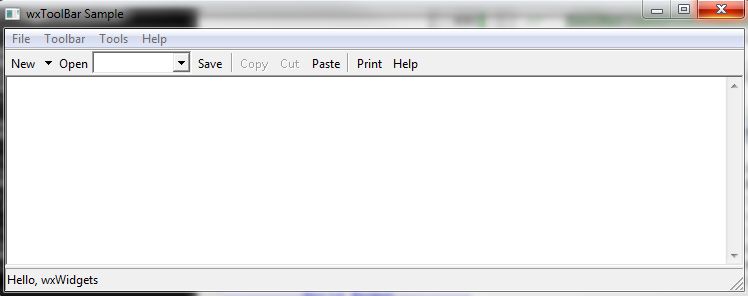 wxToolBar Sample
File Toolbar Tools Help
New Open Save Copy Cut Paste Print Help
Hello, wxWidgets